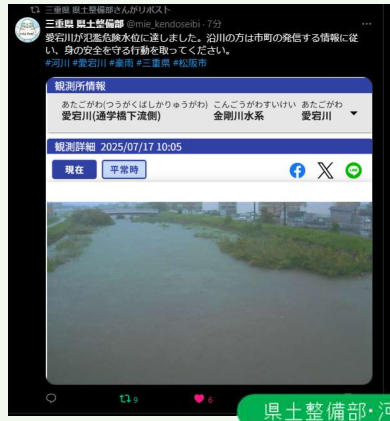 三重県 県土整備部さんがリポスト
三重県 県土整備部 @mie_kendoseibi · 7分
愛宕川が氾濫危険水位に達しました。沿川の方は市町の発信する情報に従
い、身の安全を守る行動を取ってください。
#河川 #愛宕川 #豪雨 #三重県 #松阪市
観測所情報
あたごがわ(つうがくばしかりゅうがわ) こんごうがわすいけい あたごがわ
愛宕川(通学橋下流側) 金剛川水系 愛宕川
観測詳細 2025/07/17 10:05
現在 平常時
9 6
県土整備部・河